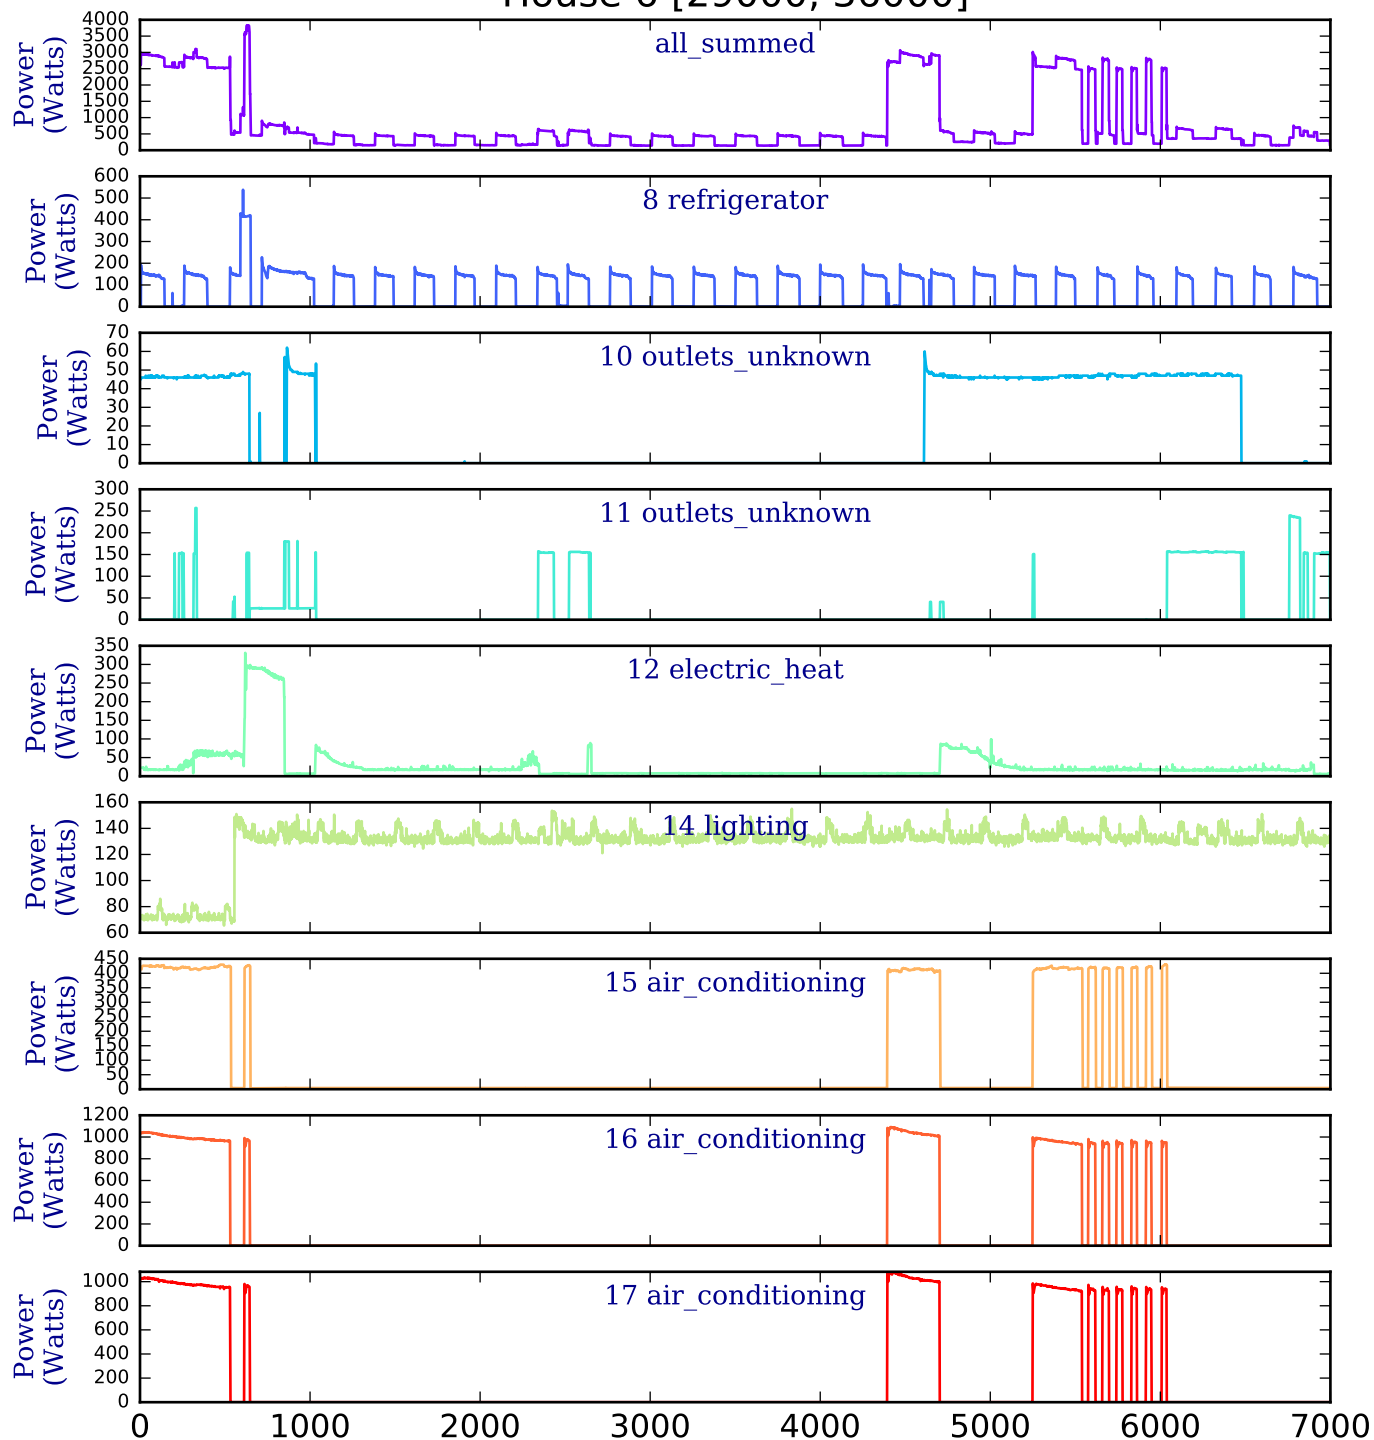 House 6 [29000, 36000]
all_summed
Power
(Watts)
4000
3500
3000
2500
2000
1500
1000
500
0
8 refrigerator
Power
(Watts)
600
500
400
300
200
100
0
10 outlets_unknown
Power
(Watts)
70
60
50
40
30
20
10
0
11 outlets_unknown
Power
(Watts)
300
250
200
150
100
50
0
12 electric_heat
Power
(Watts)
350
300
250
200
150
100
50
0
14 lighting
Power
(Watts)
160
140
120
100
80
60
15 air_conditioning
Power
(Watts)
450
400
350
300
250
200
150
100
50
0
16 air_conditioning
Power
(Watts)
1200
1000
800
600
400
200
0
17 air_conditioning
Power
(Watts)
1000
800
600
400
200
0
0 1000 2000 3000 4000 5000 6000 7000